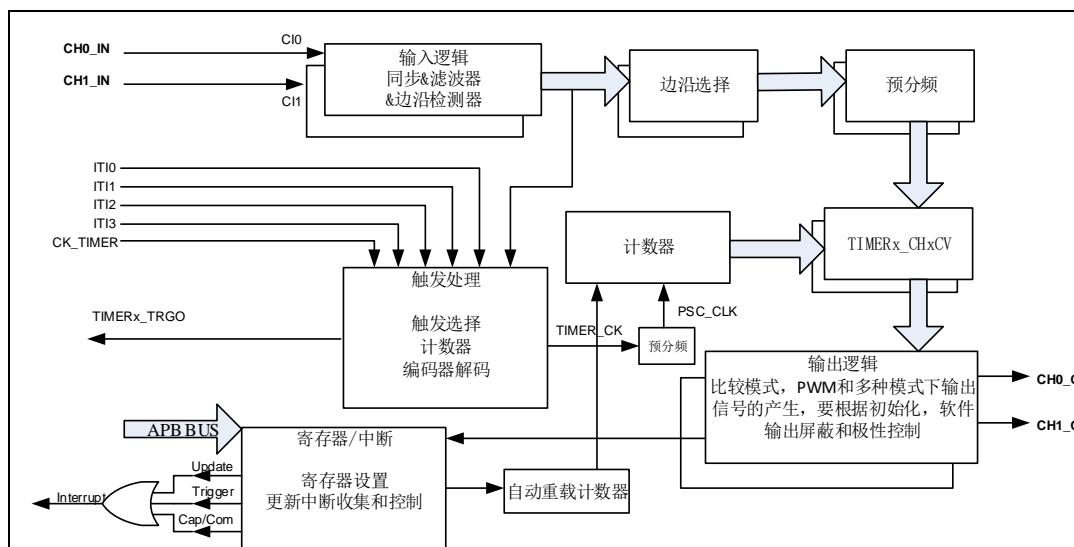 CH0_IN
CI0
CH1_IN
CI1
输入逻辑
同步&滤波器
&边沿检测器
边沿选择
预分频
ITI0
ITI1
ITI2
ITI3
CK_TIMER
计数器
TIMERx_CHxCV
触发处理
触发选择
计数器
编码器解码
TIMERx_TRGO
TIMER_CK
PSC_CLK
预分频
输出逻辑
比较模式，PWM和多种模式下输出
信号的产生，要根据初始化，软件
输出屏蔽和极性控制
CH0_O
CH1_O
APB BUS
寄存器/中断
寄存器设置
更新中断收集和控制
自动重载计数器
Update
Trigger
Cap/Com
Interrupt